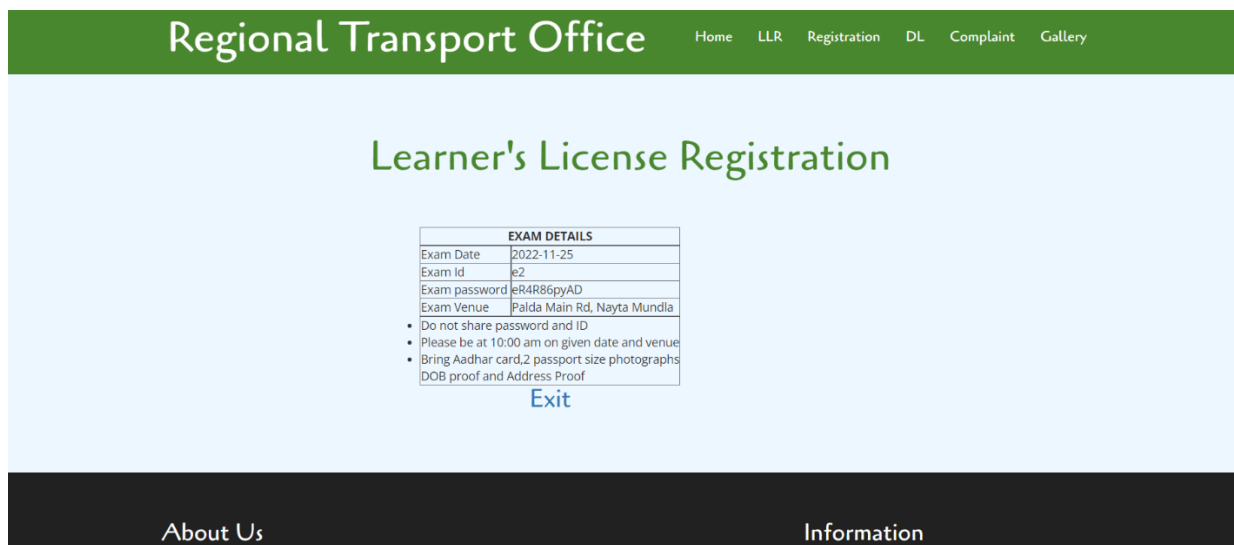 Regional Transport Office Home LLR Registration DL Complaint Gallery
Learner's License Registration
EXAM DETAILS
Exam Date 2022-11-25
Exam Id e2
Exam password eR4R86pyAD
Exam Venue Palda Main Rd, Nayta Mundla
• Do not share password and ID
• Please be at 10:00 am on given date and venue
• Bring Aadhar card,2 passport size photographs
DOB proof and Address Proof
Exit
About Us Information